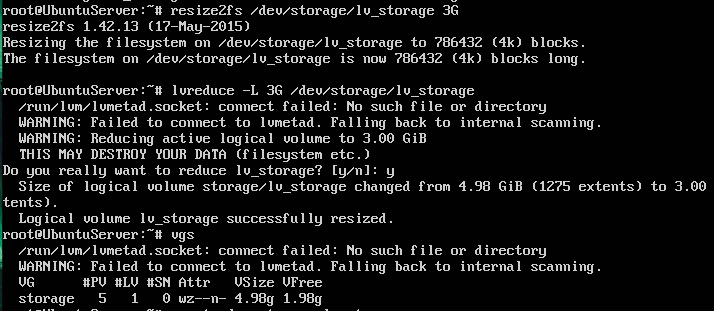 root@UbuntuServer:~# resize2fs /dev/storage/lv_storage 3G
resize2fs 1.42.13 (17-May-2015)
Resizing the filesystem on /dev/storage/lv_storage to 786432 (4k) blocks.
The filesystem on /dev/storage/lv_storage is now 786432 (4k) blocks long.
root@UbuntuServer:~# lvreduce -L 3G /dev/storage/lv_storage
/run/lvm/lvmetad.socket: connect failed: No such file or directory
WARNING: Failed to connect to lvmetad. Falling back to internal scanning.
WARNING: Reducing active logical volume to 3.00 GiB
THIS MAY DESTROY YOUR DATA (filesystem etc.)
Do you really want to reduce lv_storage? [y/n]: y
Size of logical volume storage/lv_storage changed from 4.98 GiB (1275 extents) to 3.00
tents).
Logical volume lv_storage successfully resized.
root@UbuntuServer:~# vgs
/run/lvm/lvmetad.socket: connect failed: No such file or directory
WARNING: Failed to connect to lvmetad. Falling back to internal scanning.
VG #PV #LV #SN Attr VSize VFree
storage 5 1 0 wz--n- 4.98g 1.98g